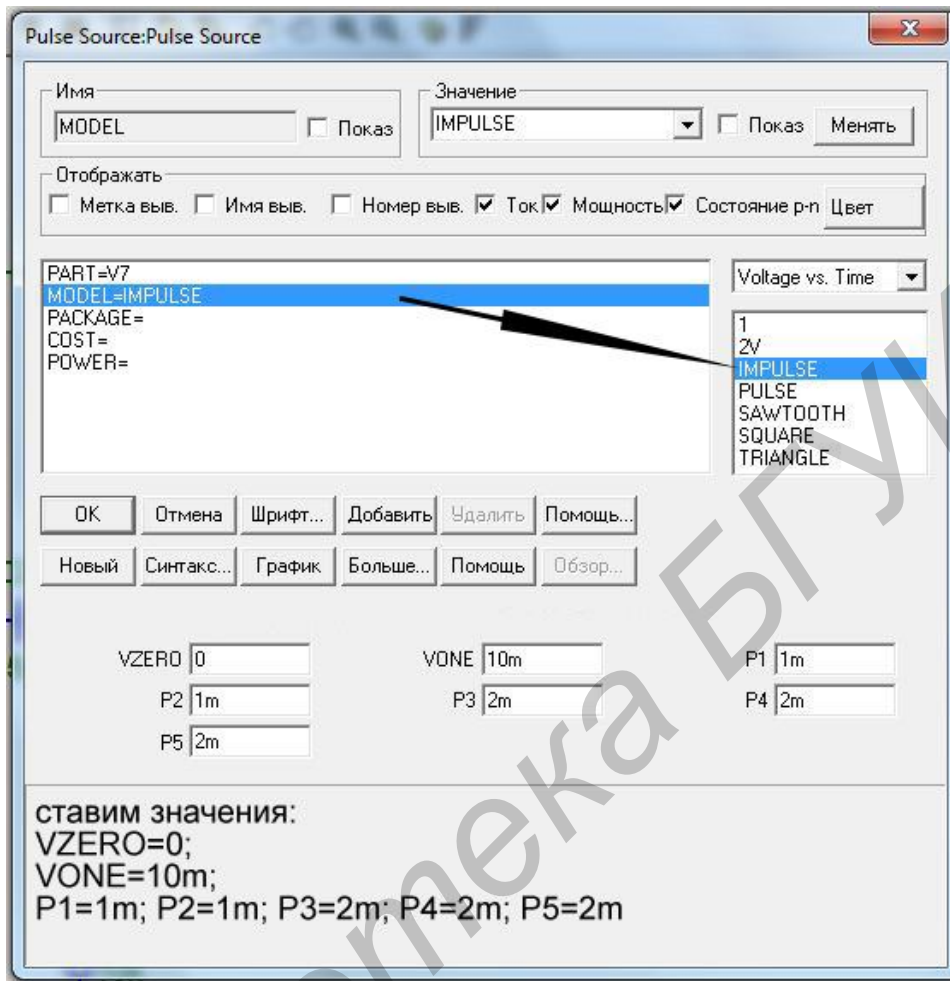 Pulse Source:Pulse Source
Имя
MODEL
Показ
Значение
IMPULSE
Показ
Менять
Отображать
Метка выв. Имя выв. Номер выв. Ток Мощность Состояние p-n Цвет
PART=V7
MODEL=IMPULSE
PACKAGE=
COST=
POWER=
Voltage vs. Time
1
2V
IMPULSE
PULSE
SAWTOOTH
SQUARE
TRIANGLE
OK Отмена Шрифт... Добавить Удалить Помощь...
Новый Синтакс... График Больше... Помощь Обзор...
VZERO 0 VONE 10m P1 1m
P2 1m P3 2m P4 2m
P5 2m
ставим значения:
VZERO=0;
VONE=10m;
P1=1m; P2=1m; P3=2m; P4=2m; P5=2m